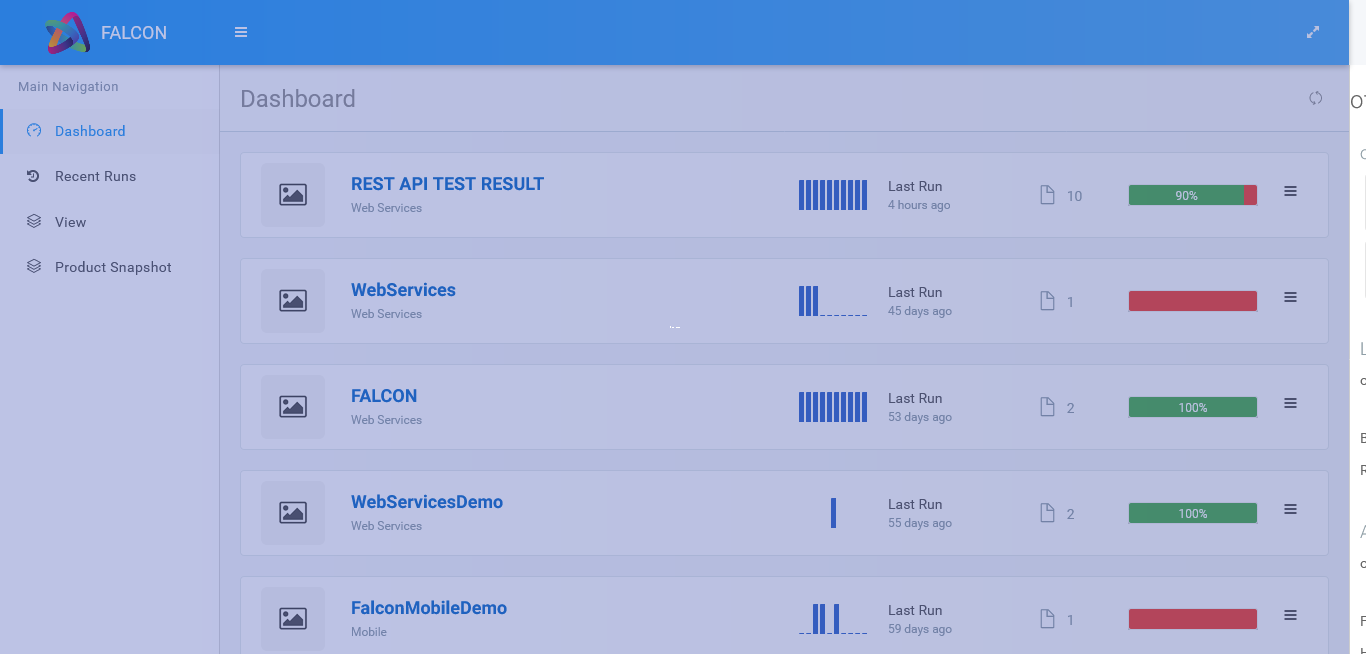 FALCON
Main Navigation
Dashboard
Recent Runs
View
Product Snapshot
Dashboard
REST API TEST RESULT
Web Services
Last Run
4 hours ago
10
90%
WebServices
Web Services
Last Run
45 days ago
1
FALCON
Web Services
Last Run
53 days ago
2
100%
WebServicesDemo
Web Services
Last Run
55 days ago
2
100%
FalconMobileDemo
Mobile
Last Run
59 days ago
1